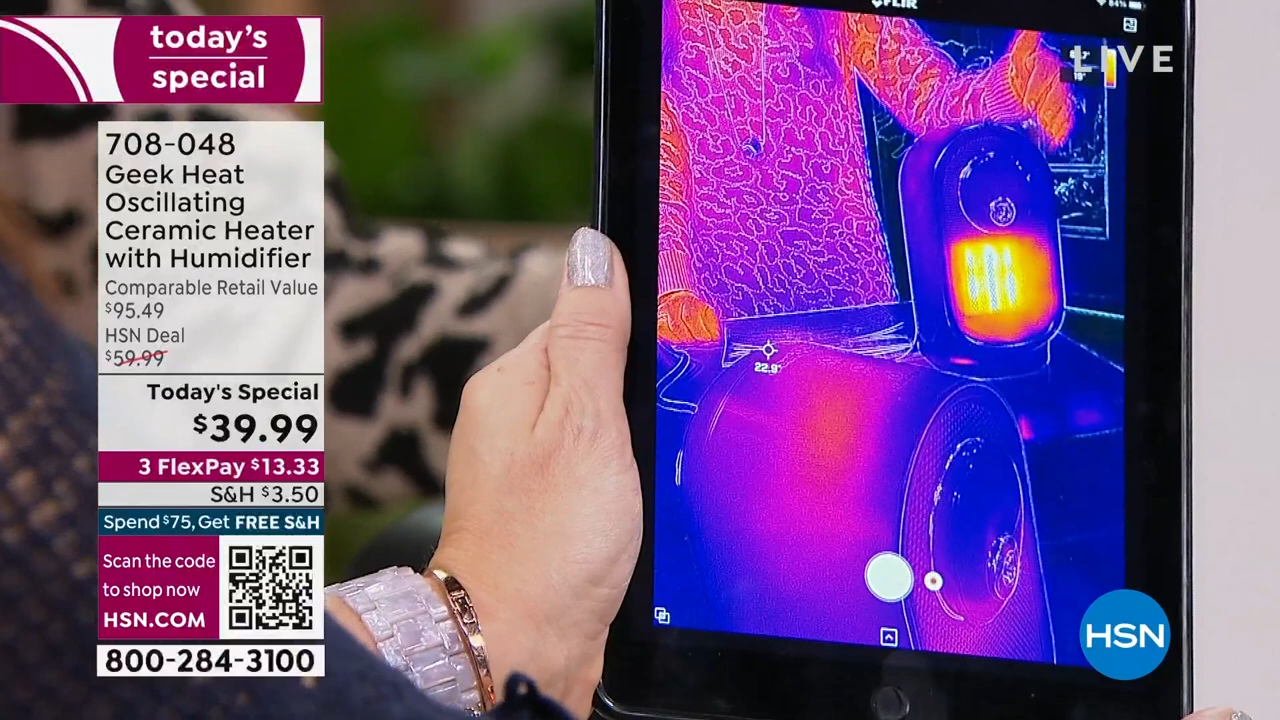 today's
special
708-048
Geek Heat
Oscillating
Ceramic Heater
with Humidifier
Comparable Retail Value
$95.49
HSN Deal
$59.99
Today's Special
$39.99
3 FlexPay $13.33
S&H $3.50
Spend $75, Get FREE S&H
Scan the code
to shop now
HSN.COM
800-284-3100
FLIR
LIVE
22.9°
HSN